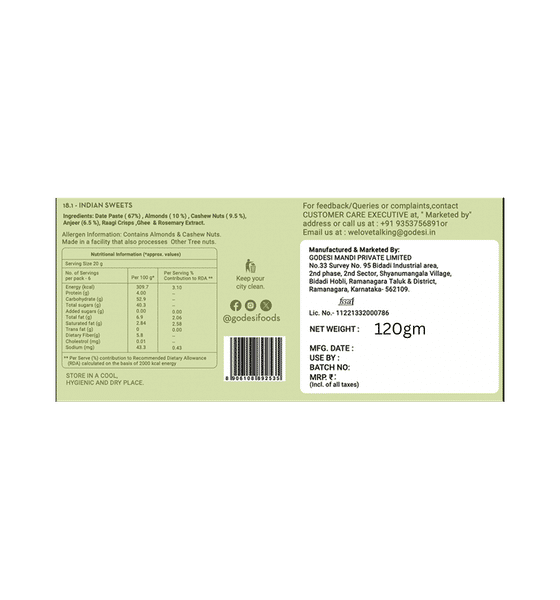 18.1 - INDIAN SWEETS
Ingredients: Date Paste ( 67%) , Almonds ( 10 %) , Cashew Nuts ( 9.5 %),
Anjeer (6.5 %), Raagi Crisps ,Ghee & Rosemary Extract.
Allergen Information: Contains Almonds & Cashew Nuts.
Made in a facility that also processes Other Tree nuts.
Nutritional Information (*approx. values)
Serving Size 20 g
No. of Servings per pack - 6 Per 100 g* Per Serving % Contribution to RDA **
Energy (kcal) 309.7 3.10
Protein (g) 4.00 –
Carbohydrate (g) 52.9 –
Total sugars (g) 40.3 –
Added sugars (g) 0.00 0.00
Total fat (g) 6.9 2.06
Saturated fat (g) 2.84 2.58
Trans fat (g) 0 0.00
Dietary Fiber(g) 5.8 –
Cholestrol (mg) 0.01 –
Sodium (mg) 43.3 0.43
** Per Serve (%) contribution to Recommended Dietary Allowance
(RDA) calculated on the basis of 2000 kcal energy
STORE IN A COOL,
HYGIENIC AND DRY PLACE.
Keep your
city clean.
@godesifoods
8 906108 892535
For feedback/Queries or complaints,contact
CUSTOMER CARE EXECUTIVE at, " Marketed by"
address or call us at : +91 9353756891or
Email us at : welovetalking@godesi.in
Manufactured & Marketed By:
GODESI MANDI PRIVATE LIMITED
No.33 Survey No. 95 Bidadi Industrial area,
2nd phase, 2nd Sector, Shyanumangala Village,
Bidadi Hobli, Ramanagara Taluk & District,
Ramanagara, Karnataka- 562109.
fssai
Lic. No.- 11221332000786
NET WEIGHT : 120gm
MFG. DATE :
USE BY :
BATCH NO:
MRP. ₹:
(Incl. of all taxes)